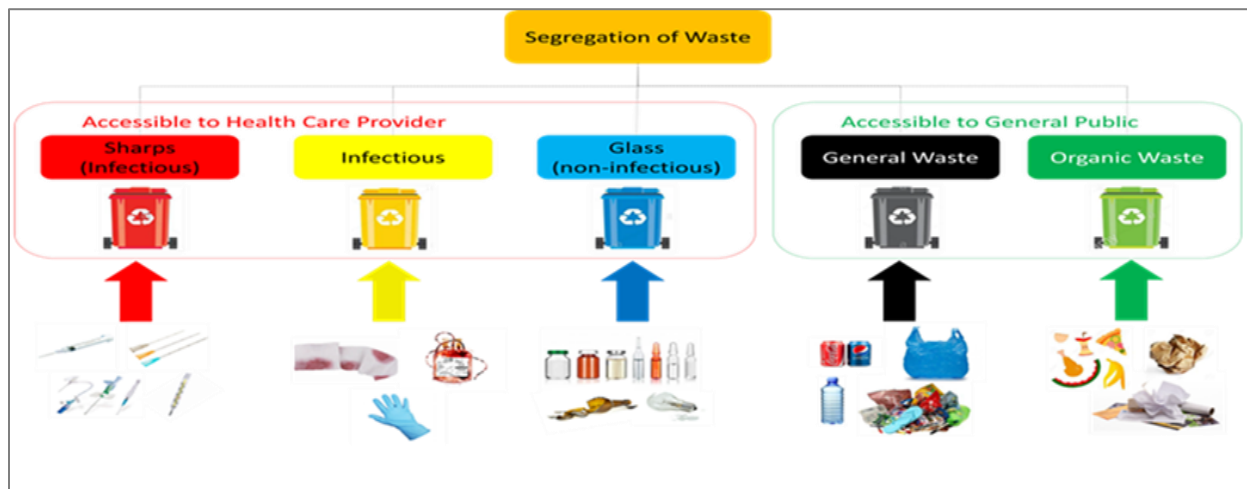 Segregation of Waste
Accessible to Health Care Provider
Accessible to General Public
Sharps
(Infectious)
Infectious
Glass
(non-infectious)
General Waste
Organic Waste
pepsi